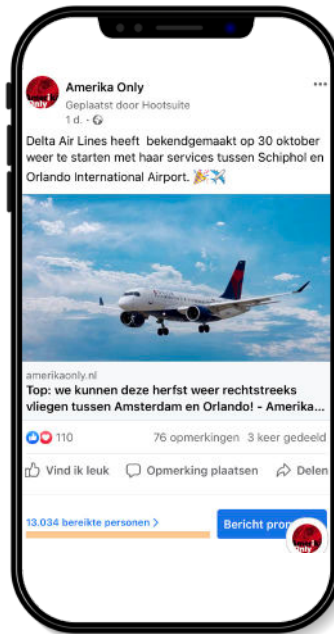 Amerika Only
Geplaatst door Hootsuite
1 d. •
Delta Air Lines heeft bekendgemaakt op 30 oktober
weer te starten met haar services tussen Schiphol en
Orlando International Airport. 🎉✈️
amerikaonly.nl
Top: we kunnen deze herfst weer rechtstreeks
vliegen tussen Amsterdam en Orlando! - Amerika...
110 76 opmerkingen 3 keer gedeeld
Vind ik leuk Opmerking plaatsen Delen
13.034 bereikte personen
Bericht